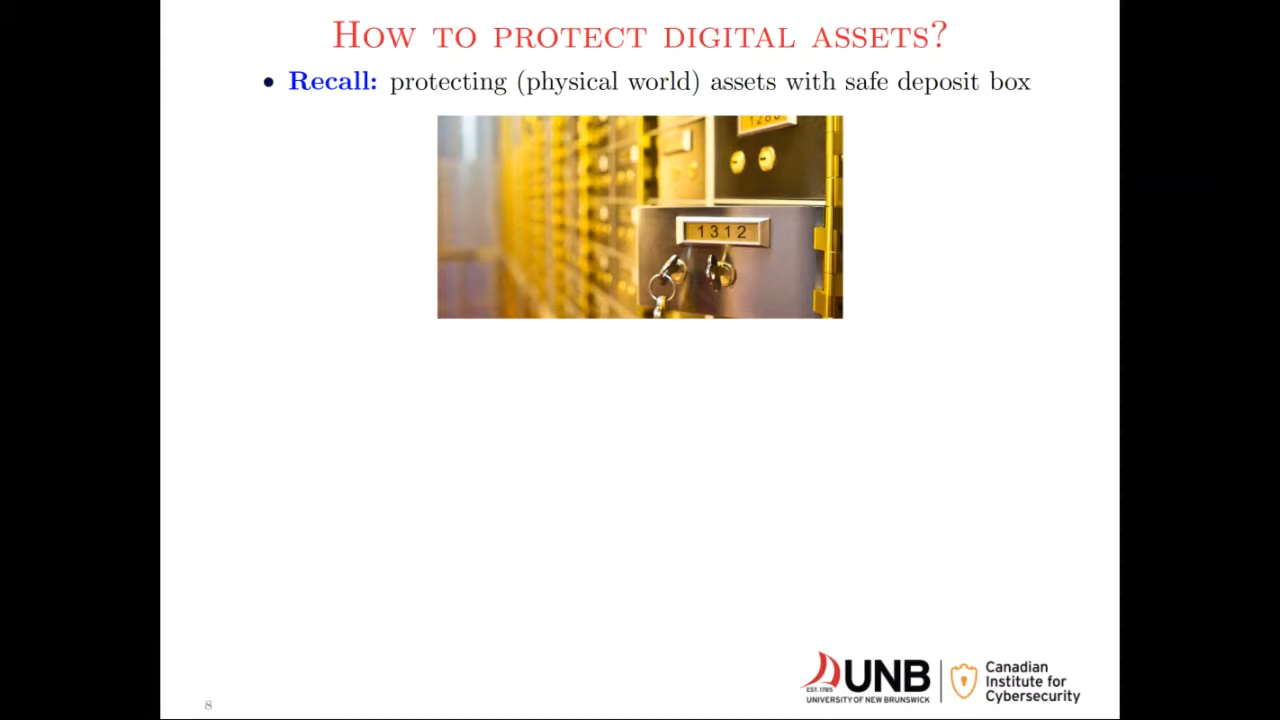 How to protect digital assets?
• Recall: protecting (physical world) assets with safe deposit box
1312
8
UNB
EST. 1785
UNIVERSITY OF NEW BRUNSWICK
Canadian
Institute for
Cybersecurity